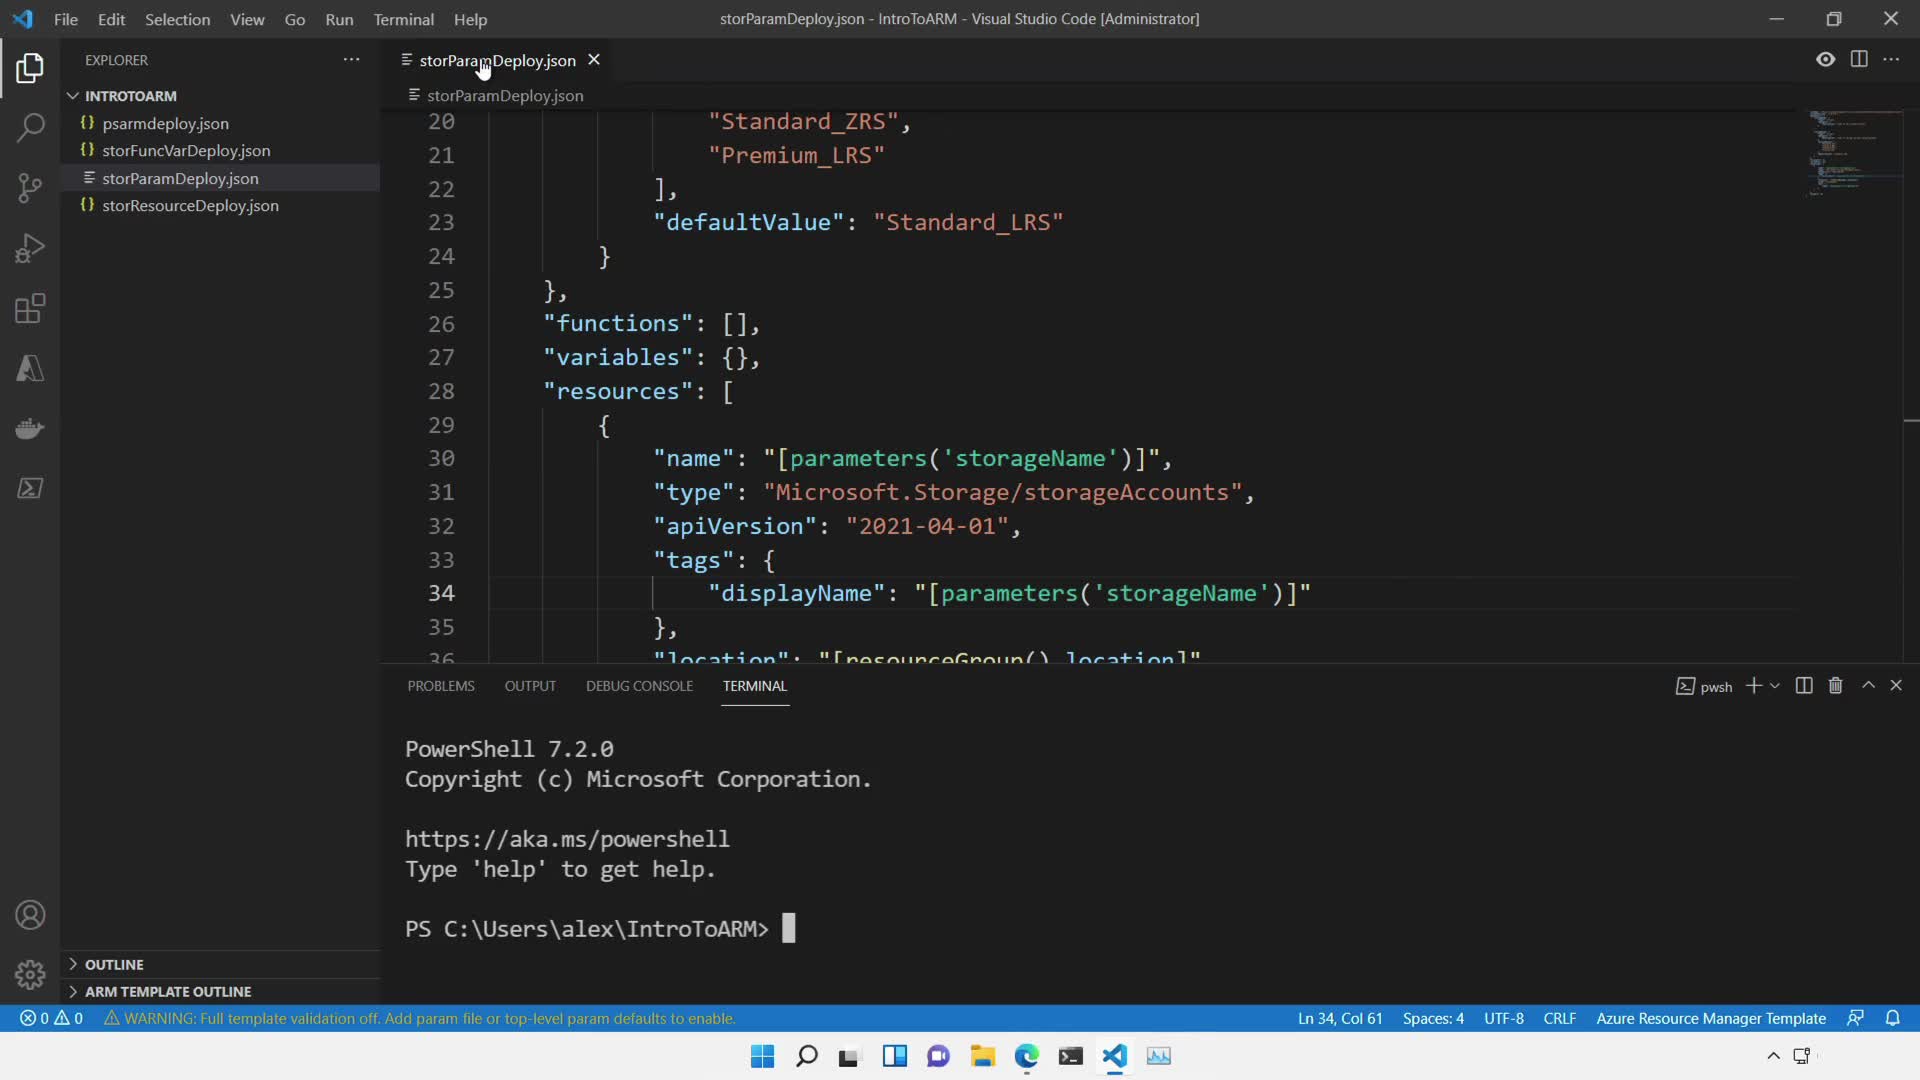 File Edit Selection View Go Run Terminal Help
storParamDeploy.json - IntroToARM - Visual Studio Code [Administrator]
EXPLORER
INTROTOARM
psarmdeploy.json
storFuncVarDeploy.json
storParamDeploy.json
storResourceDeploy.json
OUTLINE
ARM TEMPLATE OUTLINE
storParamDeploy.json
storParamDeploy.json
20 "Standard_ZRS",
21 "Premium_LRS"
22 ],
23 "defaultValue": "Standard_LRS"
24 }
25 },
26 "functions": [],
27 "variables": {},
28 "resources": [
29 {
30 "name": "[parameters('storageName')]",
31 "type": "Microsoft.Storage/storageAccounts",
32 "apiVersion": "2021-04-01",
33 "tags": {
34 "displayName": "[parameters('storageName')]"
35 },
36 "location": "[resourceGroup().location]"
PROBLEMS OUTPUT DEBUG CONSOLE TERMINAL
pwsh
PowerShell 7.2.0
Copyright (c) Microsoft Corporation.
https://aka.ms/powershell
Type 'help' to get help.
PS C:\Users\alex\IntroToARM>
0 0 WARNING: Full template validation off. Add param file or top-level param defaults to enable.
Ln 34, Col 61 Spaces: 4 UTF-8 CRLF Azure Resource Manager Template